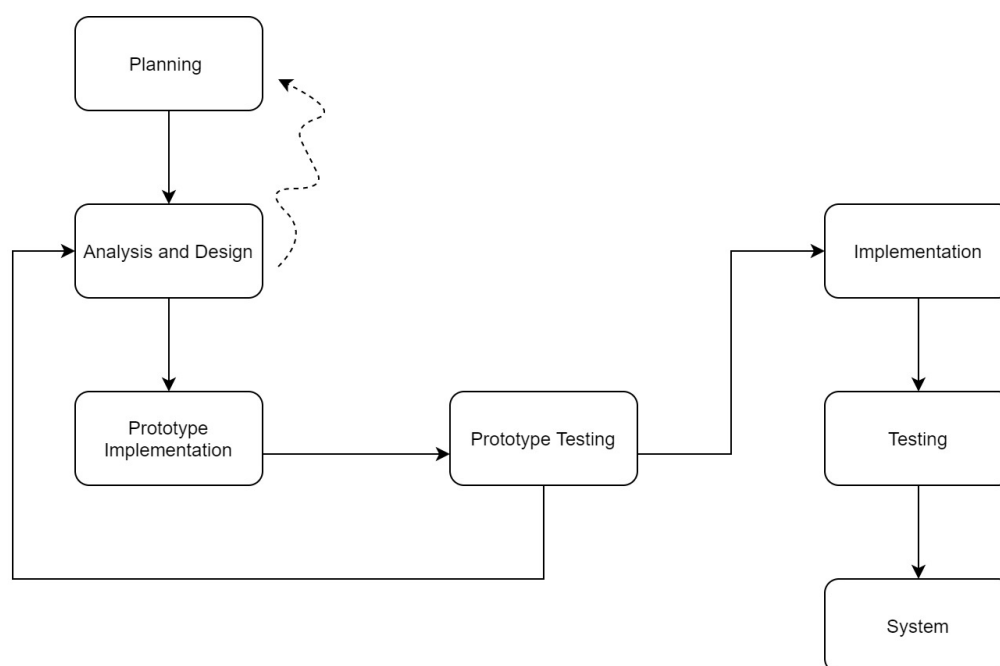 Planning
Analysis and Design
Implementation
Prototype
Implementation
Prototype Testing
Testing
System